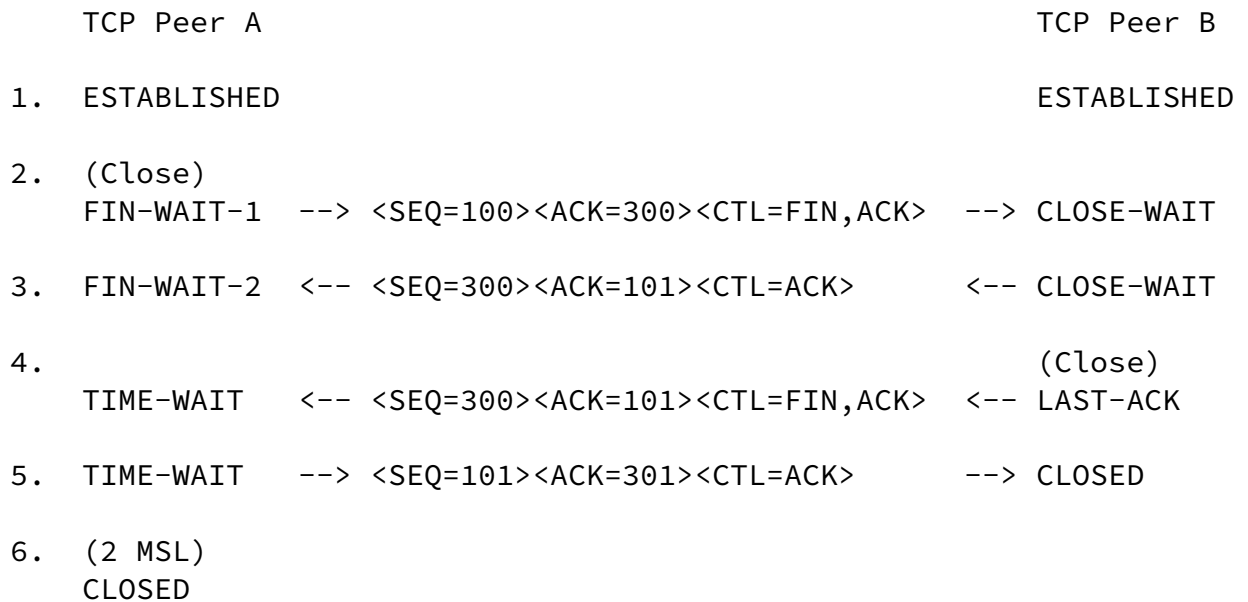 TCP Peer A                                           TCP Peer B
1.  ESTABLISHED                                          ESTABLISHED
2.  (Close)
    FIN-WAIT-1  --> <SEQ=100><ACK=300><CTL=FIN,ACK>  --> CLOSE-WAIT
3.  FIN-WAIT-2  <-- <SEQ=300><ACK=101><CTL=ACK>      <-- CLOSE-WAIT
4.                                                       (Close)
    TIME-WAIT   <-- <SEQ=300><ACK=101><CTL=FIN,ACK>  <-- LAST-ACK
5.  TIME-WAIT   --> <SEQ=101><ACK=301><CTL=ACK>      --> CLOSED
6.  (2 MSL)
    CLOSED